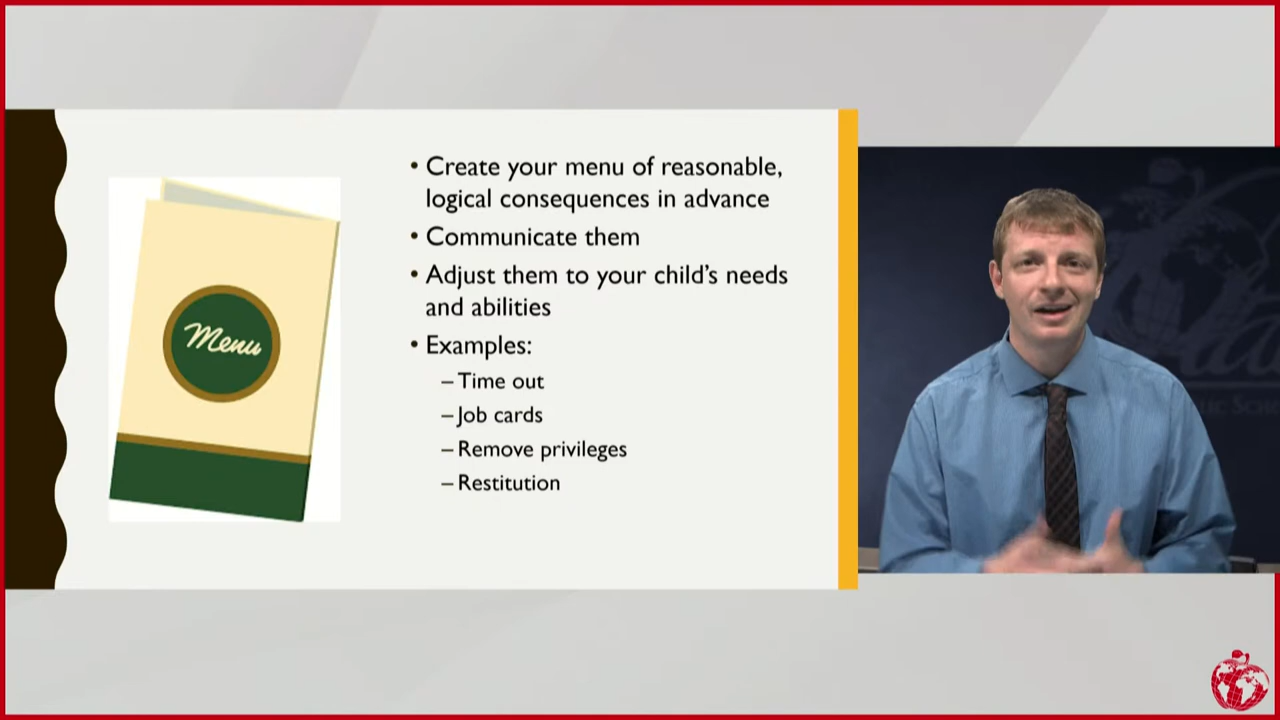 • Create your menu of reasonable,
logical consequences in advance
• Communicate them
• Adjust them to your child’s needs
and abilities
• Examples:
– Time out
– Job cards
– Remove privileges
– Restitution
Menu